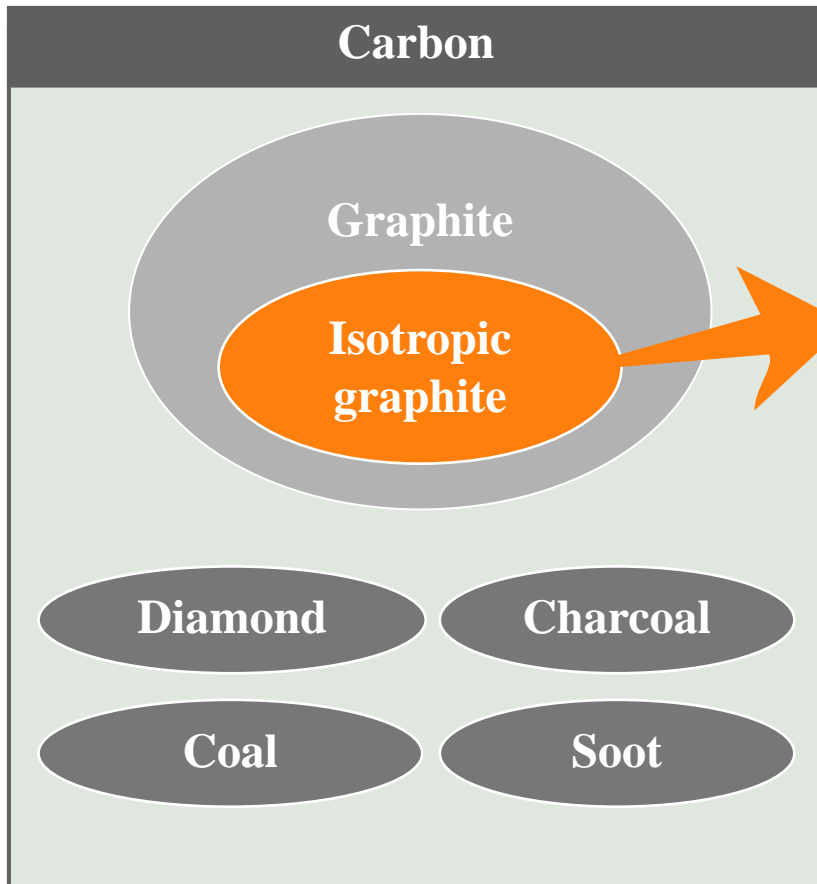 Carbon
Graphite
Isotropic
graphite
Diamond
Charcoal
Coal
Soot